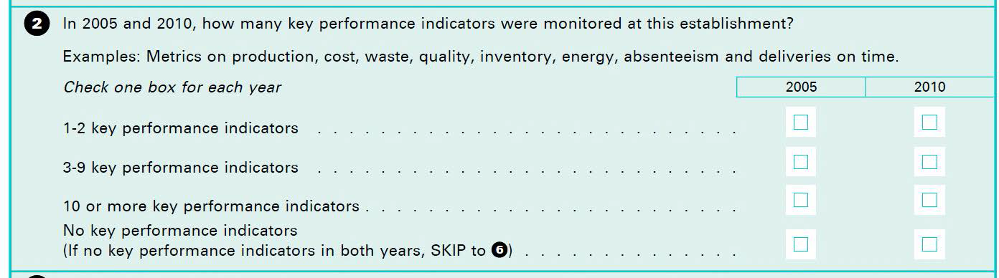 2 In 2005 and 2010, how many key performance indicators were monitored at this establishment?
Examples: Metrics on production, cost, waste, quality, inventory, energy, absenteeism and deliveries on time.
Check one box for each year 2005 2010
1-2 key performance indicators . . . . . . . . . . . . . . . . . . . . . . . . . . .
3-9 key performance indicators . . . . . . . . . . . . . . . . . . . . . . . . . . .
10 or more key performance indicators . . . . . . . . . . . . . . . . . . . . . . . .
No key performance indicators
(If no key performance indicators in both years, SKIP to 6) . . . . . . . . . . . . . .